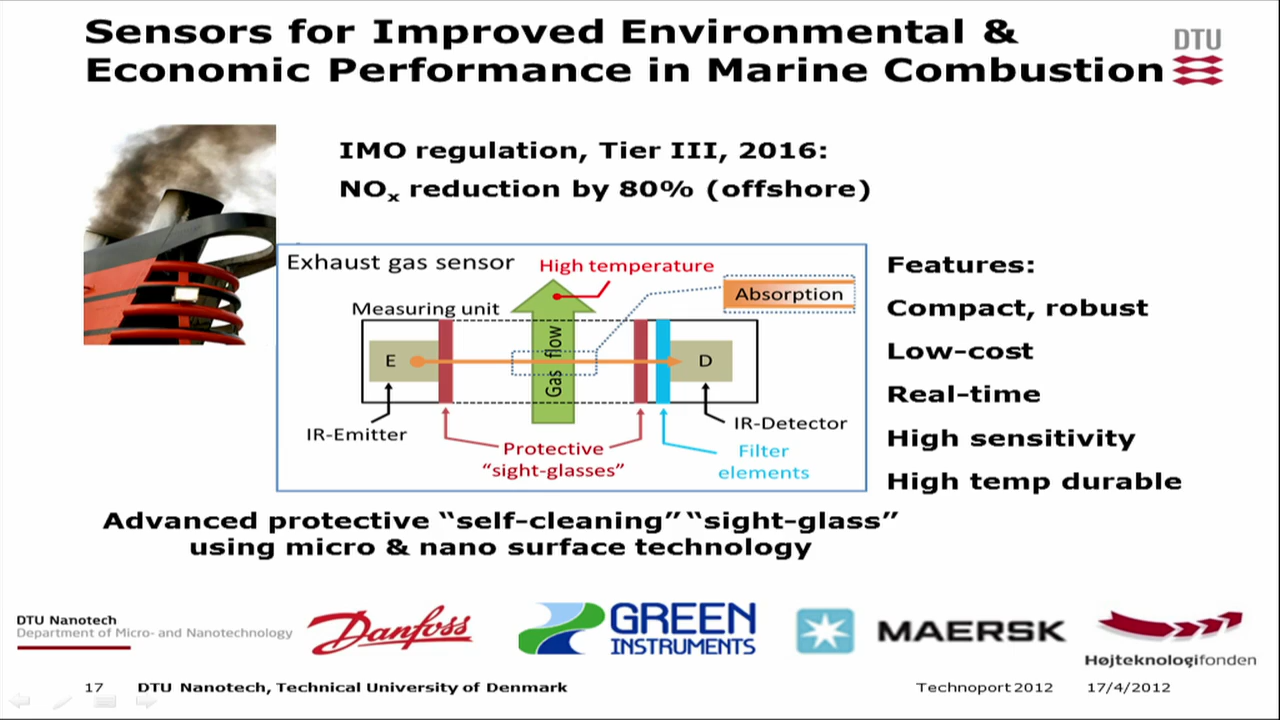 Sensors for Improved Environmental &
Economic Performance in Marine Combustion
DTU
IMO regulation, Tier III, 2016:
NOx reduction by 80% (offshore)
Exhaust gas sensor
High temperature
Absorption
Measuring unit
Gas flow
E
D
IR-Emitter
IR-Detector
Protective
“sight-glasses”
Filter
elements
Features:
Compact, robust
Low-cost
Real-time
High sensitivity
High temp durable
Advanced protective “self-cleaning” “sight-glass”
using micro & nano surface technology
DTU Nanotech
Department of Micro- and Nanotechnology
Danfoss
GREEN
INSTRUMENTS
MAERSK
Højteknologifonden
17 DTU Nanotech, Technical University of Denmark
Technoport 2012 17/4/2012